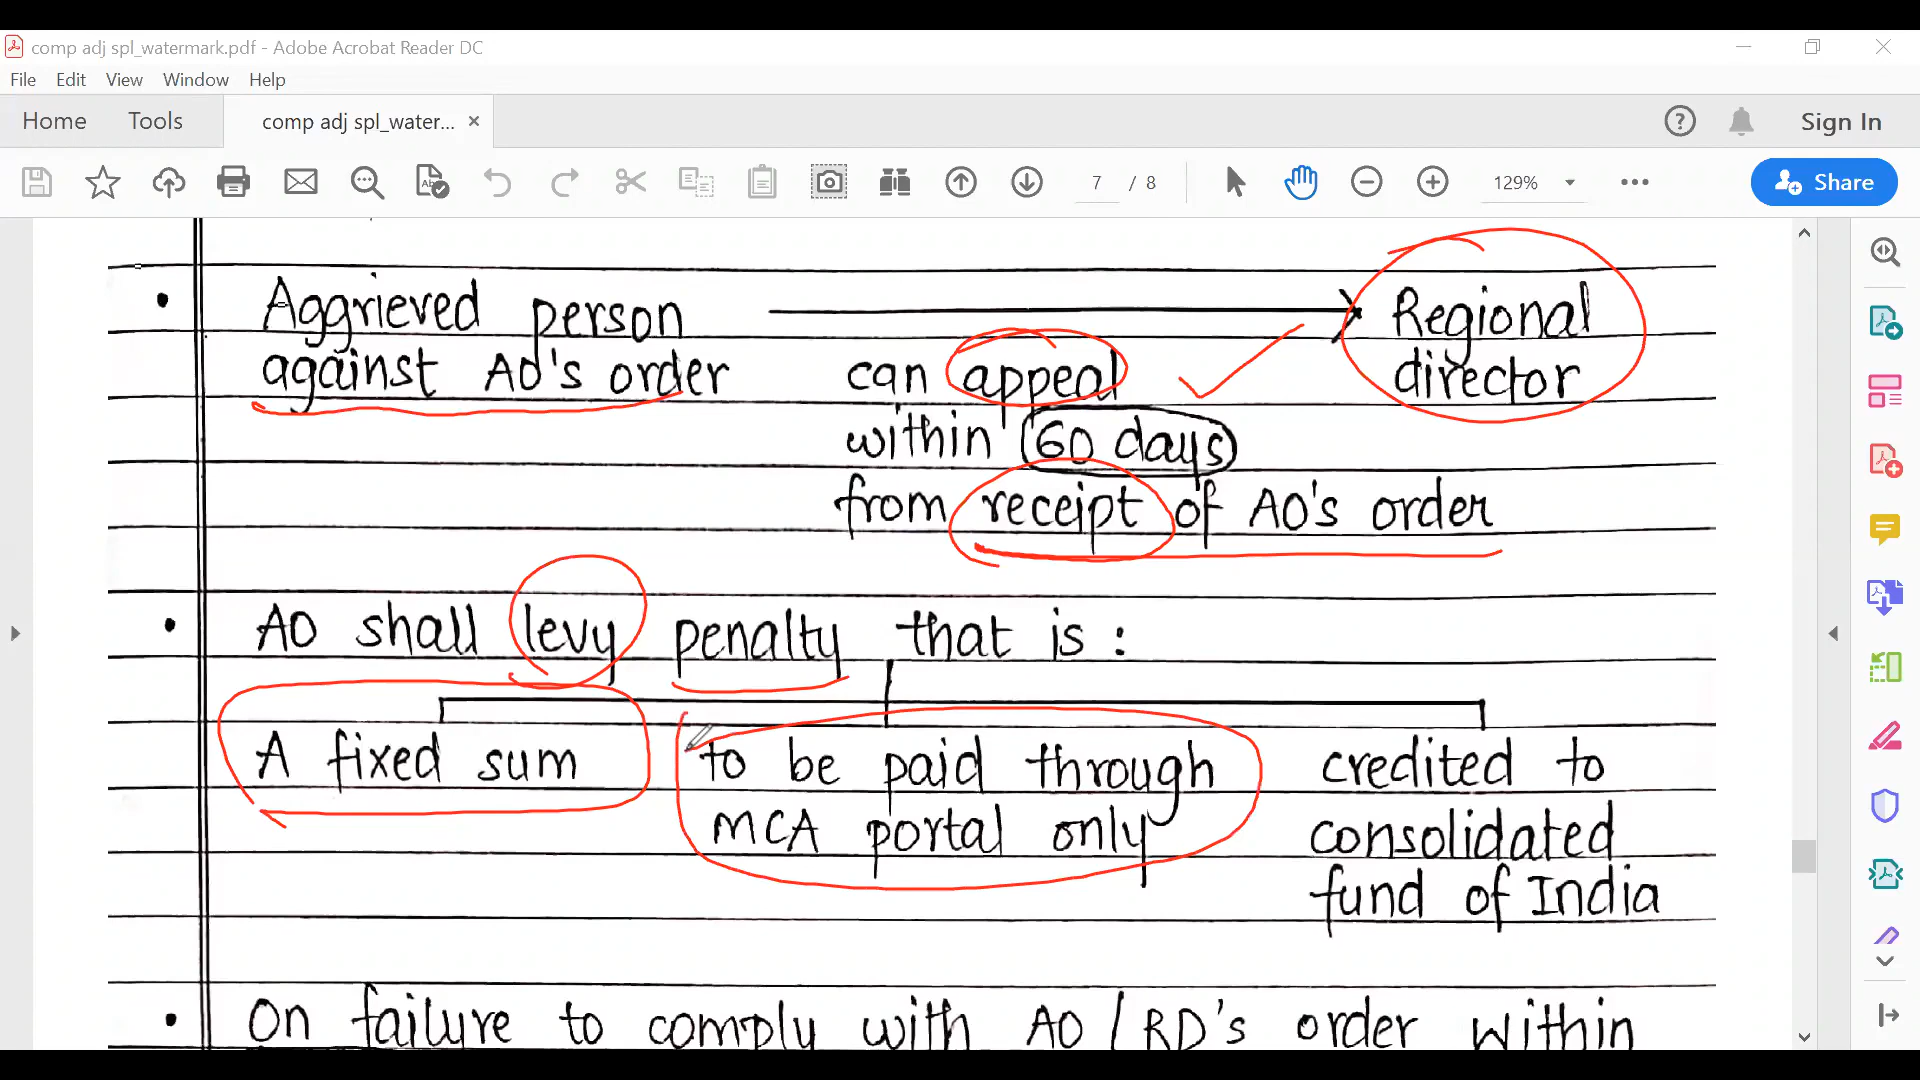 comp adj spl_watermark.pdf - Adobe Acrobat Reader DC
File Edit View Window Help
Home Tools comp adj spl_water... × Sign In
7 / 8 129% Share
• Aggrieved person Regional
against AO's order can appeal director
within 60 days
from receipt of AO's order
• AO shall levy penalty that is :
A fixed sum to be paid through credited to
MCA portal only consolidated
fund of India
• On failure to comply with AO / RD's order within